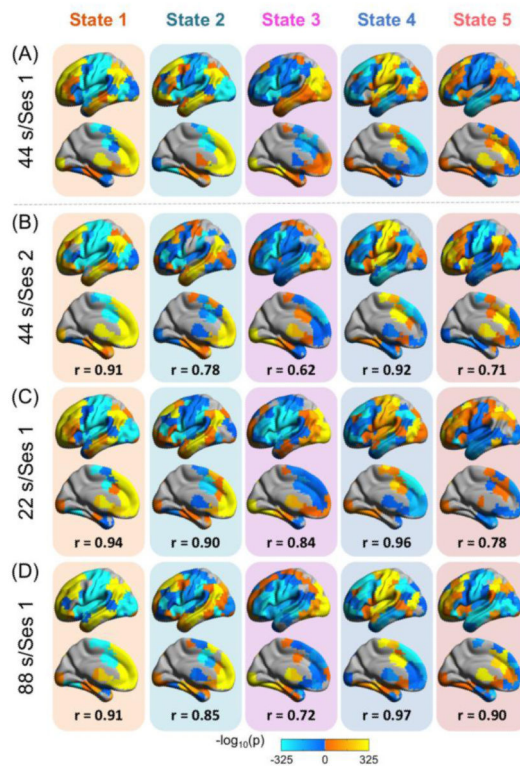 State 1 State 2 State 3 State 4 State 5
(A)
44 s/Ses 1
(B)
44 s/Ses 2
r = 0.91 r = 0.78 r = 0.62 r = 0.92 r = 0.71
(C)
22 s/Ses 1
r = 0.94 r = 0.90 r = 0.84 r = 0.96 r = 0.78
(D)
88 s/Ses 1
r = 0.91 r = 0.85 r = 0.72 r = 0.97 r = 0.90
-log10(p)
-325 0 325